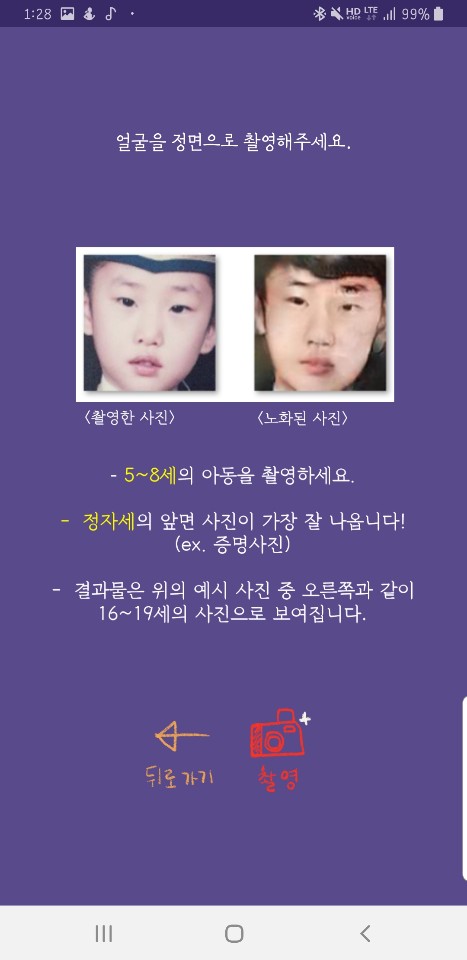 1:28
HD voice LTE 99%
얼굴을 정면으로 촬영해주세요.
〈촬영한 사진〉 〈노화된 사진〉
- 5~8세의 아동을 촬영하세요.
- 정자세의 앞면 사진이 가장 잘 나옵니다!
(ex. 증명사진)
- 결과물은 위의 예시 사진 중 오른쪽과 같이
16~19세의 사진으로 보여집니다.
뒤로가기 촬영